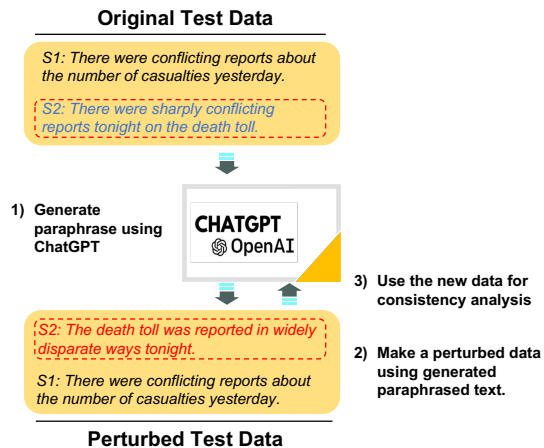 Original Test Data
S1: There were conflicting reports about
the number of casualties yesterday.
S2: There were sharply conflicting
reports tonight on the death toll.
1) Generate
paraphrase using
ChatGPT
CHATGPT
OpenAI
3) Use the new data for
consistency analysis
S2: The death toll was reported in widely
disparate ways tonight.
2) Make a perturbed data
using generated
paraphrased text.
S1: There were conflicting reports about
the number of casualties yesterday.
Perturbed Test Data